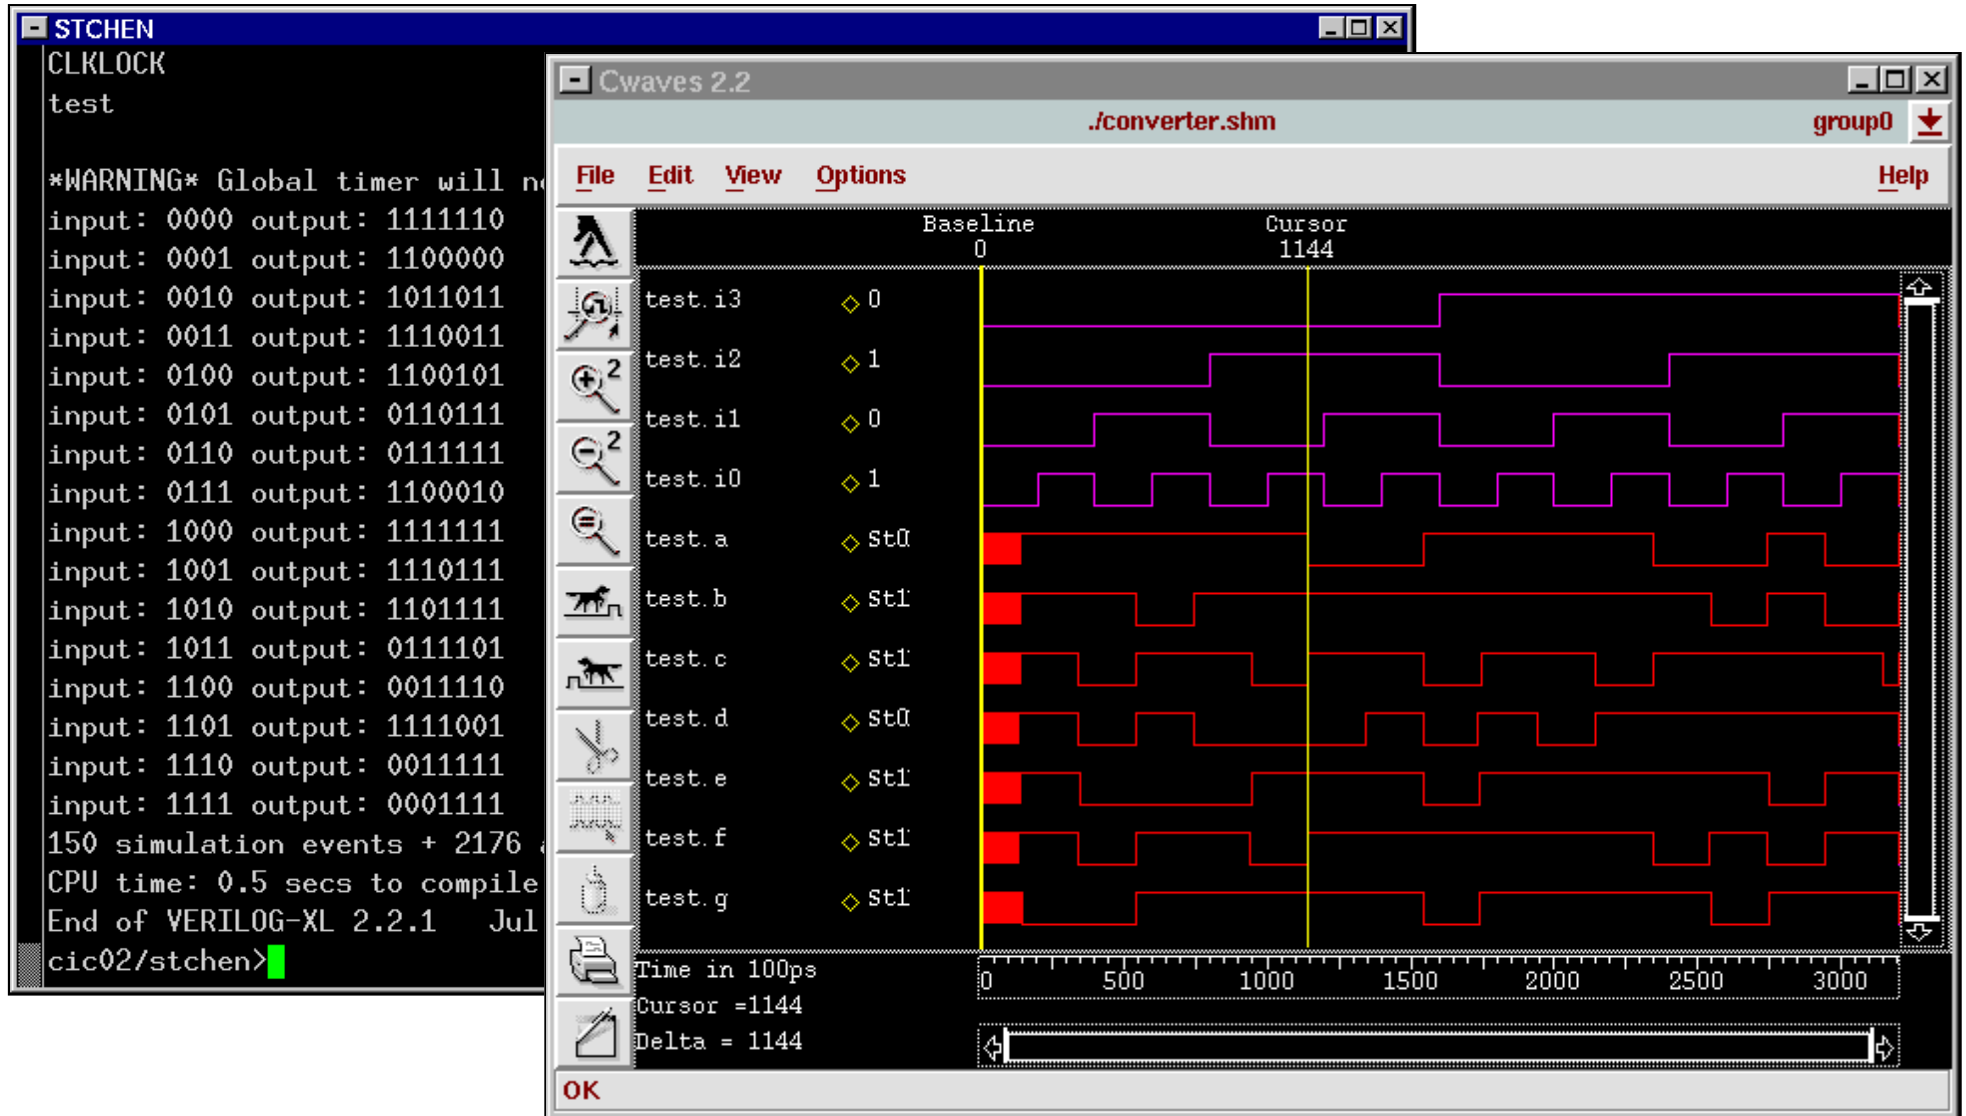 STCHEN
CLKLOCK
test
*WARNING* Global timer will
input: 0000 output: 1111110
input: 0001 output: 1100000
input: 0010 output: 1011011
input: 0011 output: 1110011
input: 0100 output: 1100101
input: 0101 output: 0110111
input: 0110 output: 0111111
input: 0111 output: 1100010
input: 1000 output: 1111111
input: 1001 output: 1110111
input: 1010 output: 1101111
input: 1011 output: 0111101
input: 1100 output: 0011110
input: 1101 output: 1111001
input: 1110 output: 0011111
input: 1111 output: 0001111
150 simulation events + 2176
CPU time: 0.5 secs to compile
End of VERILOG-XL 2.2.1 Jul
cic02/stchen>
Cwaves 2.2
./converter.shm group0
File Edit View Options Help
Baseline Cursor
0 1144
test.i3 0
test.i2 1
test.i1 0
test.i0 1
test.a St0
test.b St1
test.c St1
test.d St0
test.e St1
test.f St1
test.g St1
2
2
Time in 100ps
0 500 1000 1500 2000 2500 3000
Cursor =1144
Delta = 1144
OK